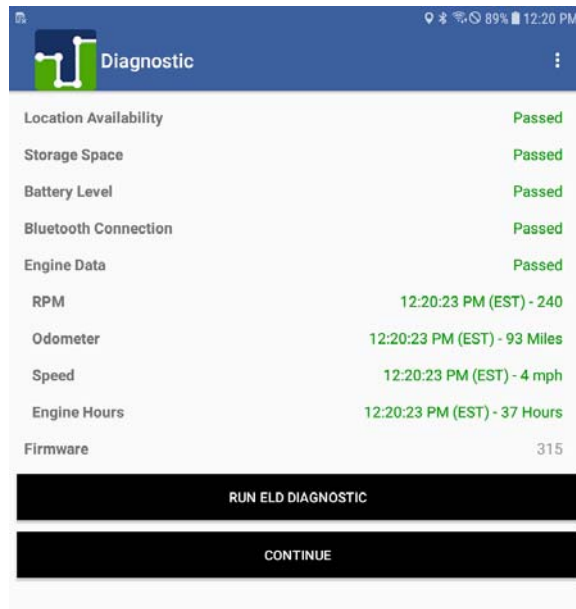 89% 12:20 PM
Diagnostic
Location Availability Passed
Storage Space Passed
Battery Level Passed
Bluetooth Connection Passed
Engine Data Passed
RPM 12:20:23 PM (EST) - 240
Odometer 12:20:23 PM (EST) - 93 Miles
Speed 12:20:23 PM (EST) - 4 mph
Engine Hours 12:20:23 PM (EST) - 37 Hours
Firmware 315
RUN ELD DIAGNOSTIC
CONTINUE